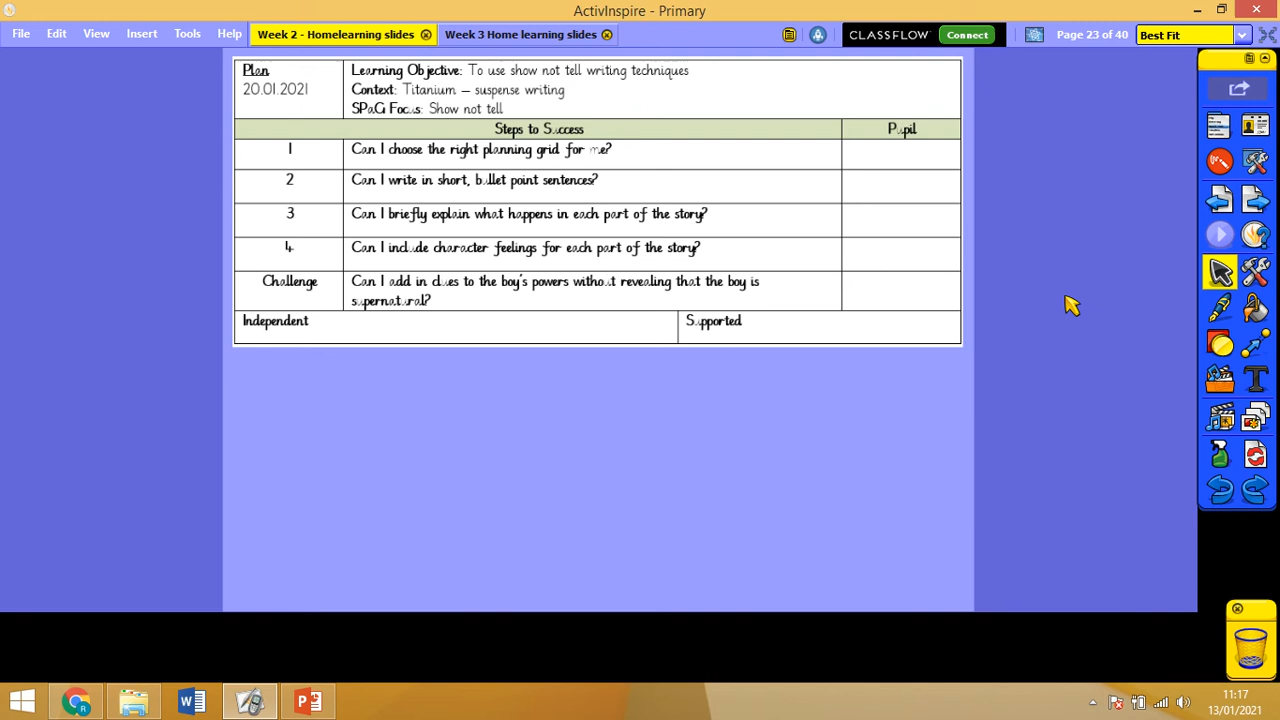 ActivInspire - Primary
File Edit View Insert Tools Help Week 2 - Homelearning slides Week 3 Home learning slides CLASSFLOW Connect Page 23 of 40 Best Fit
Plan
20.01.2021
Learning Objective: To use show not tell writing techniques
Context: Titanium – suspense writing
SPaG Focus: Show not tell
Steps to Success Pupil
1 Can I choose the right planning grid for me?
2 Can I write in short, bullet point sentences?
3 Can I briefly explain what happens in each part of the story?
4 Can I include character feelings for each part of the story?
Challenge Can I add in clues to the boy's powers without revealing that the boy is
supernatural?
Independent Supported
11:17
13/01/2021